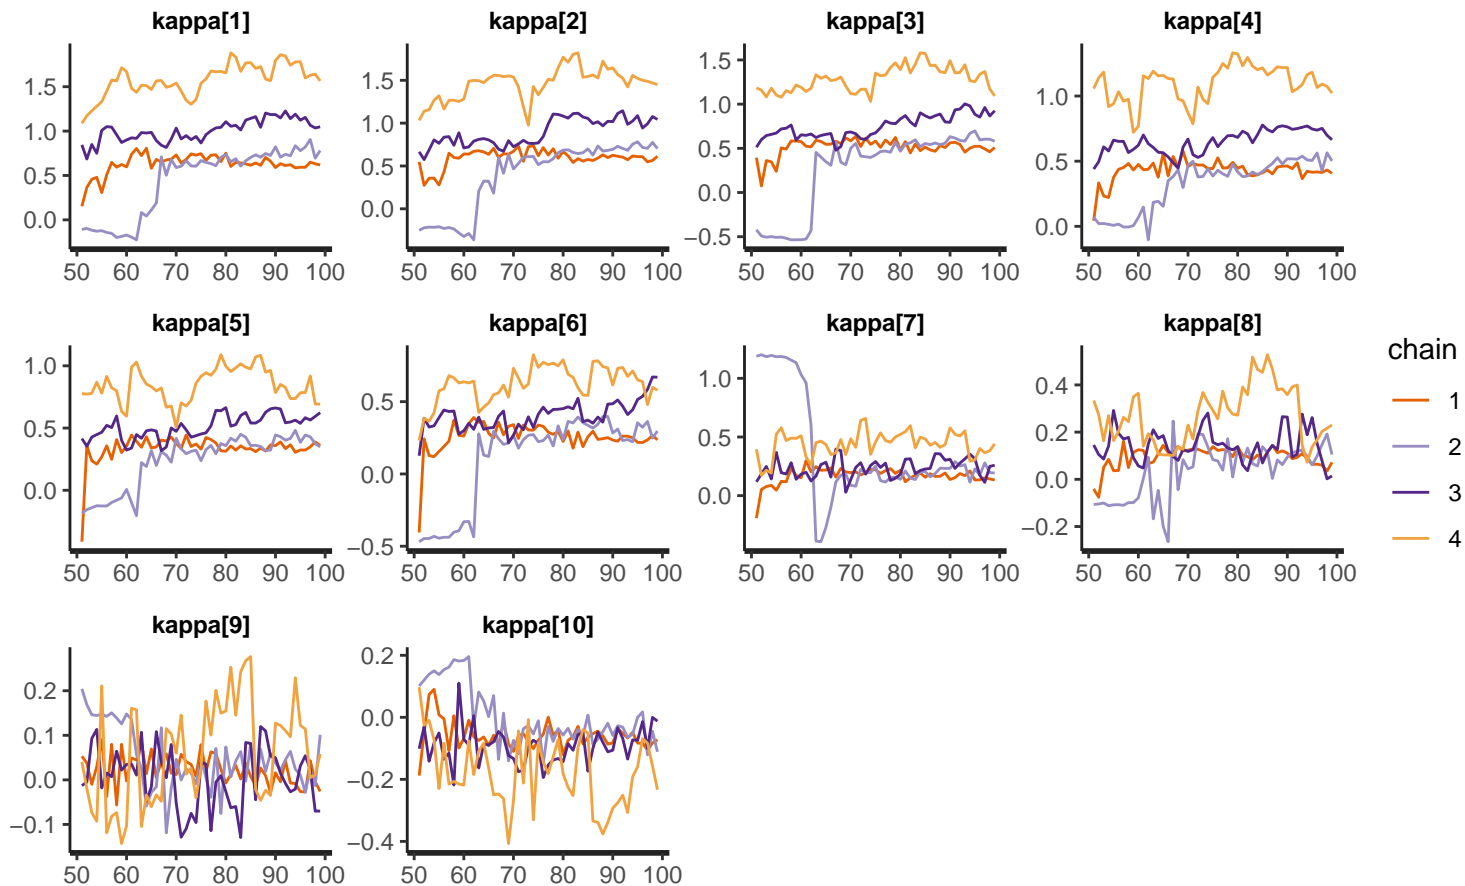 kappa[1] kappa[2] kappa[3] kappa[4]
1.5 1.0 0.5 0.0
1.5 1.0 0.5 0.0
1.5 1.0 0.5 0.0 −0.5
1.0 0.5 0.0
50 60 70 80 90 100 50 60 70 80 90 100 50 60 70 80 90 100 50 60 70 80 90 100
kappa[5] kappa[6] kappa[7] kappa[8]
1.0 0.5 0.0
0.5 0.0 −0.5
1.0 0.5 0.0
0.4 0.2 0.0 −0.2
50 60 70 80 90 100 50 60 70 80 90 100 50 60 70 80 90 100 50 60 70 80 90 100
kappa[9] kappa[10]
0.2 0.1 0.0 −0.1
0.2 0.0 −0.2 −0.4
50 60 70 80 90 100 50 60 70 80 90 100
chain
1
2
3
4